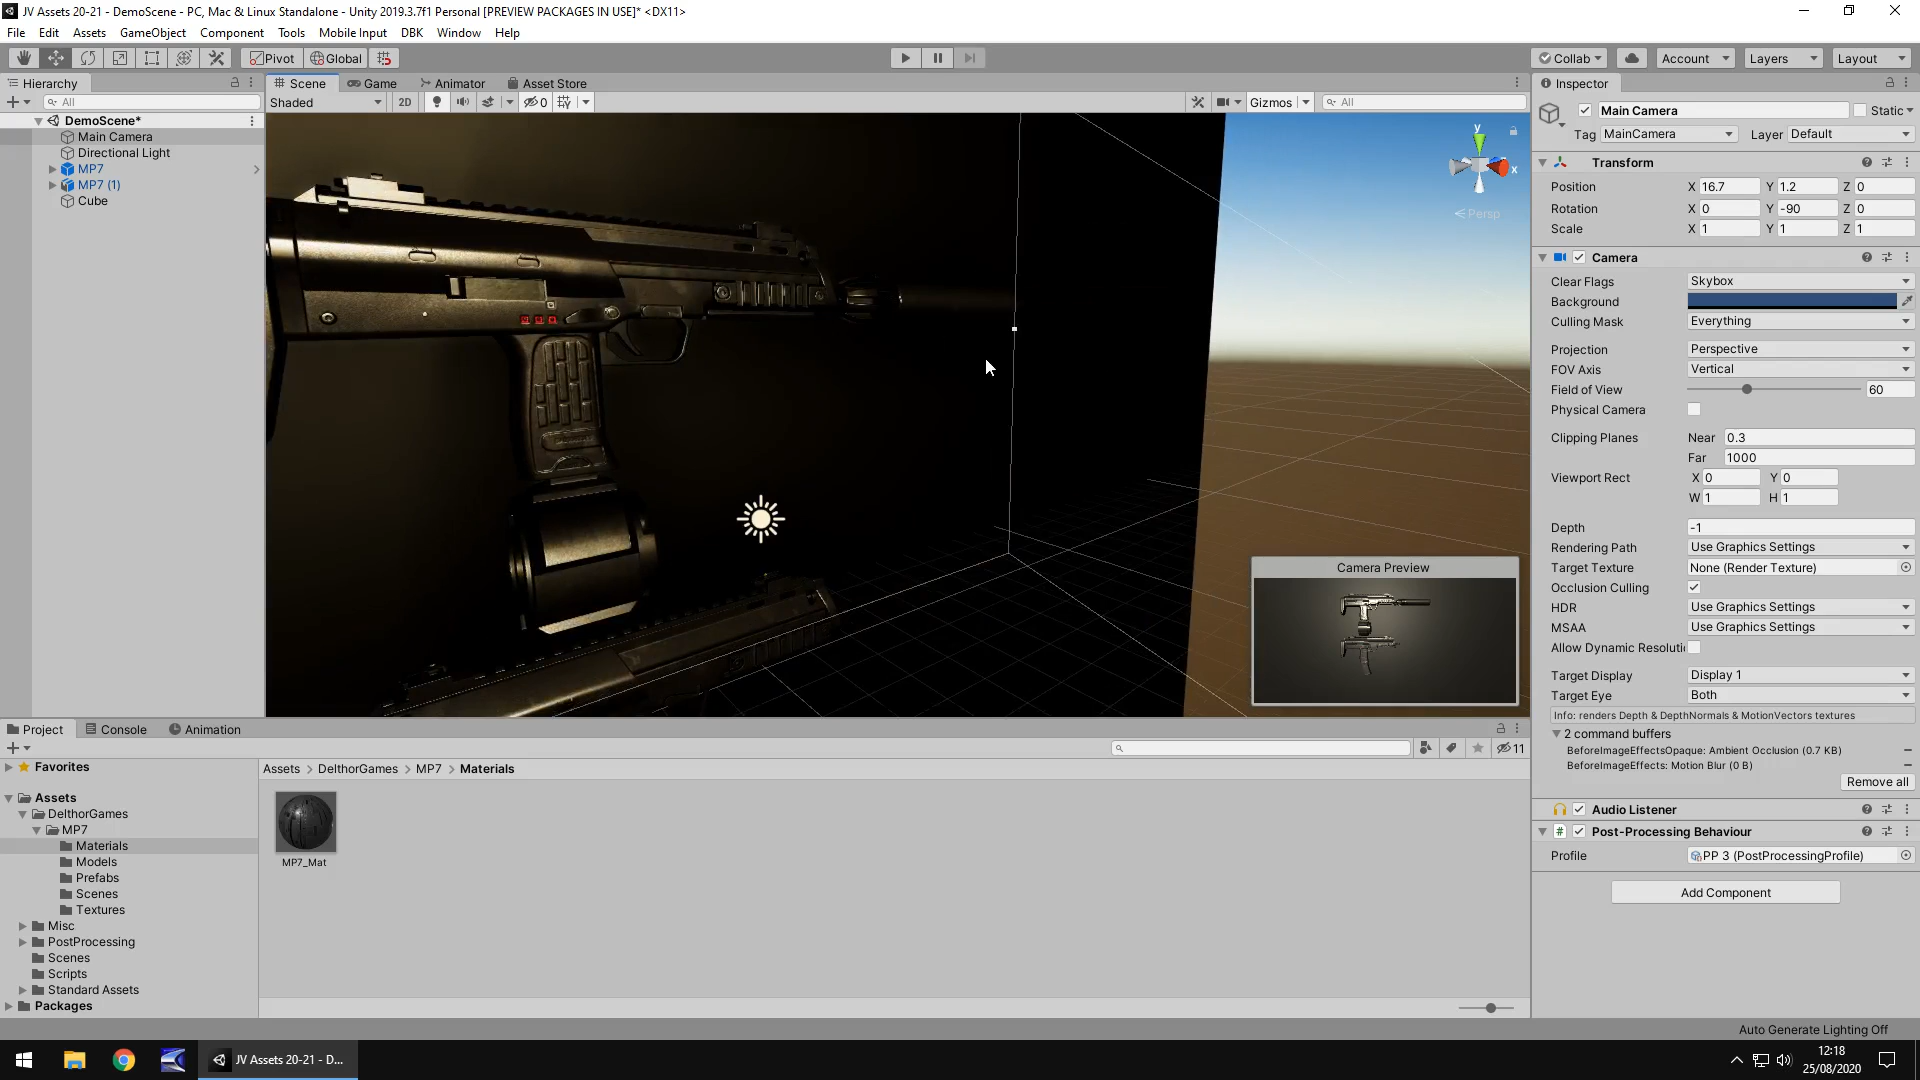 JV Assets 20-21 - DemoScene - PC, Mac & Linux Standalone - Unity 2019.3.7f1 Personal [PREVIEW PACKAGES IN USE]* <DX11>
File Edit Assets GameObject Component Tools Mobile Input DBK Window Help
Pivot Global Collab Account Layers Layout
Hierarchy Scene Game Animator Asset Store Inspector
All Shaded 2D 0 Gizmos All Main Camera Static
DemoScene*
Tag MainCamera Layer Default
Main Camera
Directional Light
MP7
MP7 (1)
Cube
y
x
Persp
Transform
Position X 16.7 Y 1.2 Z 0
Rotation X 0 Y -90 Z 0
Scale X 1 Y 1 Z 1
Camera
Clear Flags Skybox
Background
Culling Mask Everything
Projection Perspective
FOV Axis Vertical
Field of View 60
Physical Camera
Clipping Planes Near 0.3
Far 1000
Viewport Rect X 0 Y 0
W 1 H 1
Depth -1
Rendering Path Use Graphics Settings
Target Texture None (Render Texture)
Occlusion Culling
HDR Use Graphics Settings
MSAA Use Graphics Settings
Allow Dynamic Resoluti
Target Display Display 1
Target Eye Both
Info: renders Depth & DepthNormals & MotionVectors textures
2 command buffers
BeforeImageEffectsOpaque: Ambient Occlusion (0.7 KB)
BeforeImageEffects: Motion Blur (0 B)
Remove all
Audio Listener
Post-Processing Behaviour
Profile PP 3 (PostProcessingProfile)
Add Component
Camera Preview
Project Console Animation
11
Favorites
Assets
DelthorGames
MP7
Materials
Models
Prefabs
Scenes
Textures
Misc
PostProcessing
Scenes
Scripts
Standard Assets
Packages
Assets > DelthorGames > MP7 > Materials
MP7_Mat
Auto Generate Lighting Off
JV Assets 20-21 - D...
12:18
25/08/2020